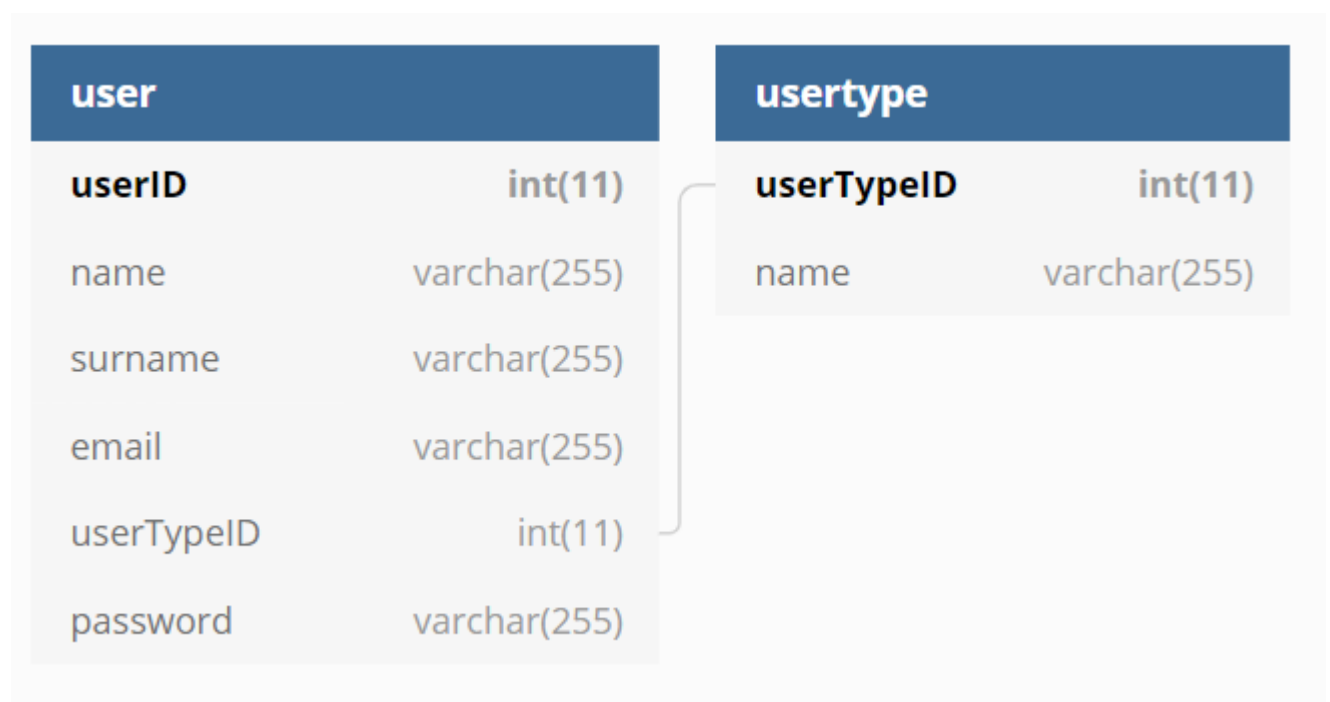 user
userID int(11)
name varchar(255)
surname varchar(255)
email varchar(255)
userTypeID int(11)
password varchar(255)
usertype
userTypeID int(11)
name varchar(255)